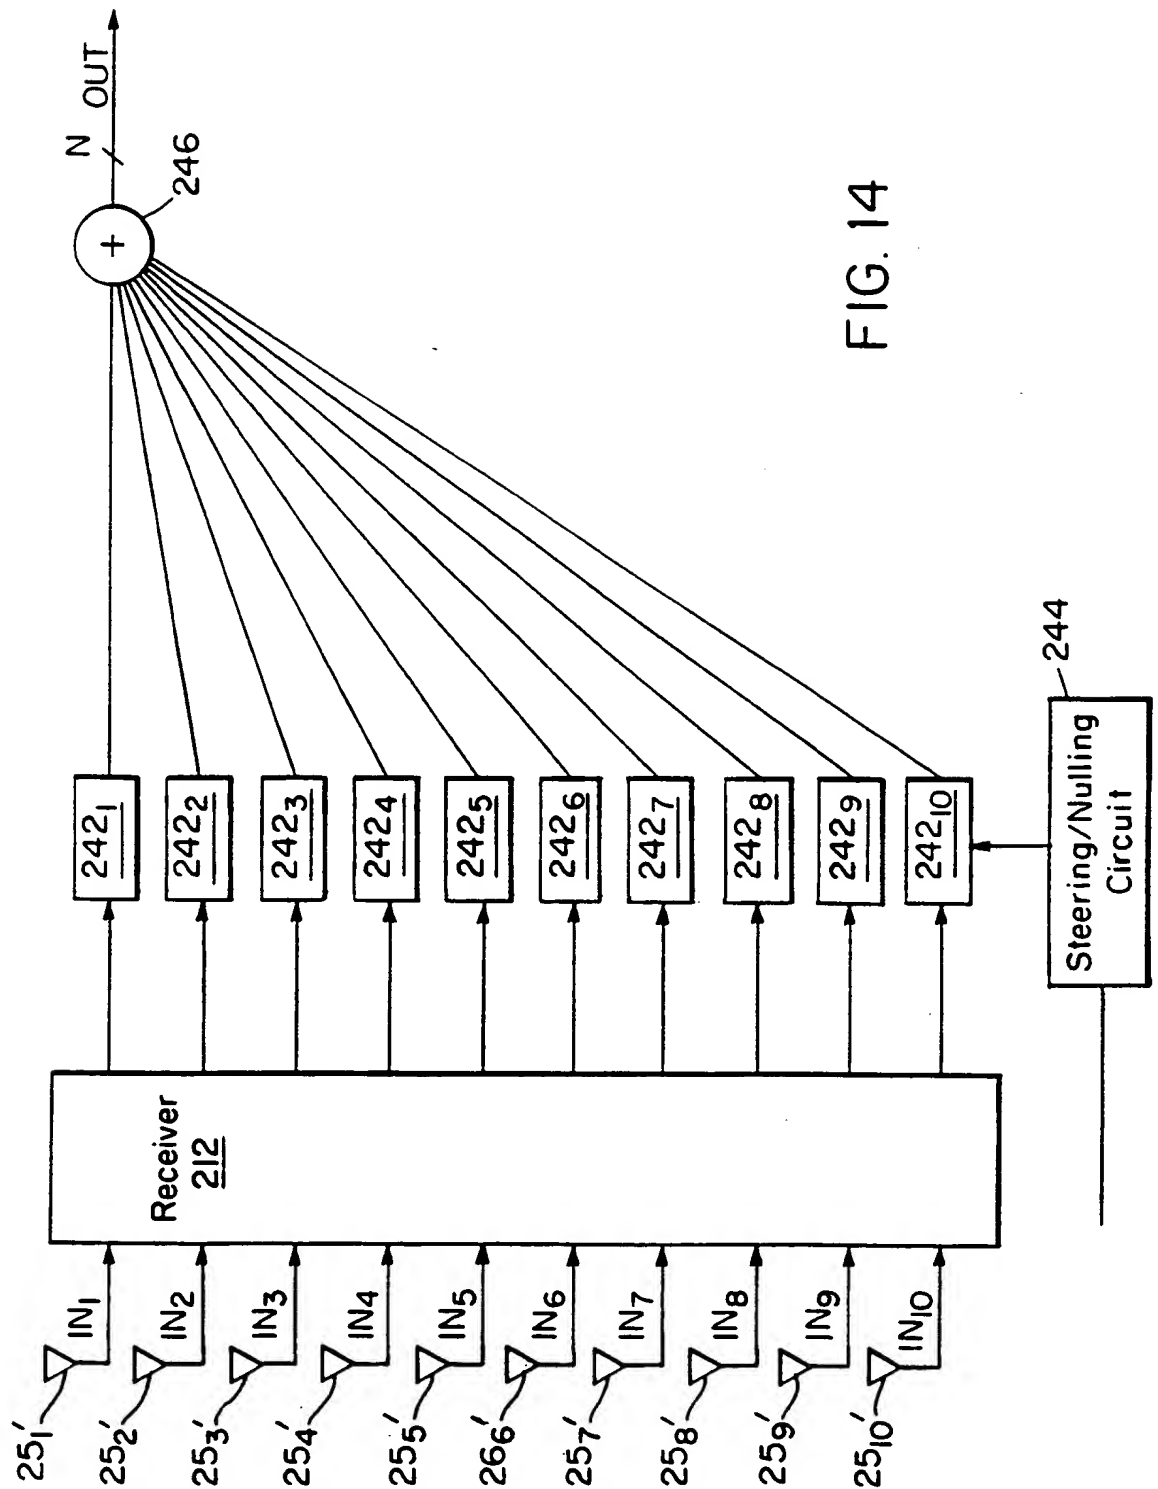 25₁' IN₁
25₂' IN₂
25₃' IN₃
25₄' IN₄
25₅' IN₅
26₆' IN₆
25₇' IN₇
25₈' IN₈
25₉' IN₉
25₁₀' IN₁₀
Receiver
212
242₁
242₂
242₃
242₄
242₅
242₆
242₇
242₈
242₉
242₁₀
Steering/Nulling
Circuit
244
+
246
N OUT
FIG. 14